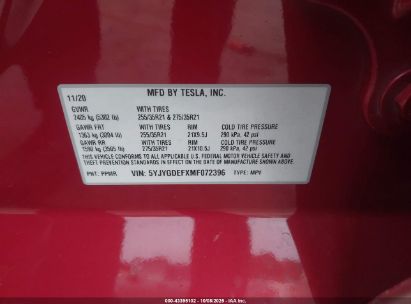 11/20 MFD BY TESLA, INC.
GVWR WITH TIRES
2405 kg (5302 lb) 255/35R21 & 275/35R21
GAWR FRT WITH TIRES RIM COLD TIRE PRESSURE
1363 kg (3004 lb) 255/35R21 21X9.5J 290 kPa, 42 psi
GAWR RR WITH TIRES RIM COLD TIRE PRESSURE
1590 kg (3505 lb) 275/35R21 21X10.5J 290 kPa, 42 psi
THIS VEHICLE CONFORMS TO ALL APPLICABLE U.S. FEDERAL MOTOR VEHICLE SAFETY AND
THEFT PREVENTION STANDARDS IN EFFECT ON THE DATE OF MANUFACTURE SHOWN ABOVE.
PNT: PPMR VIN: 5YJYGDEFXMF072396 TYPE: MPV